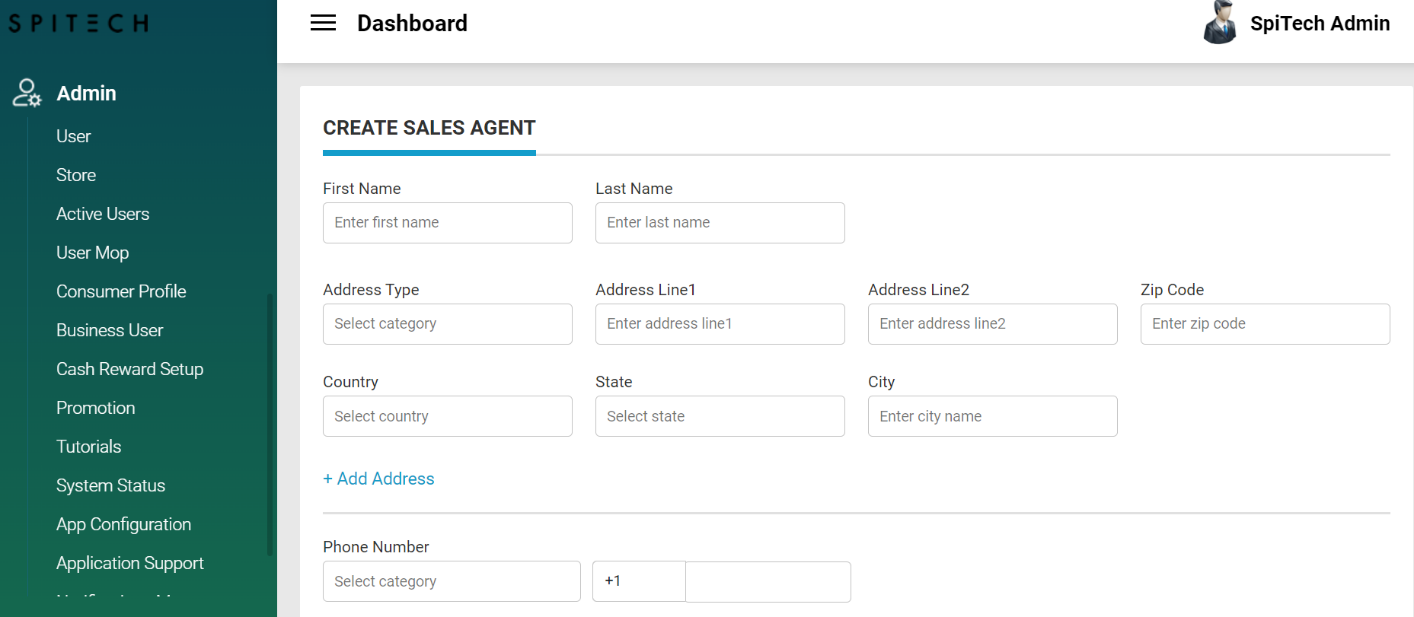 SPITECH
Dashboard
SpiTech Admin
Admin
User
Store
Active Users
User Mop
Consumer Profile
Business User
Cash Reward Setup
Promotion
Tutorials
System Status
App Configuration
Application Support
CREATE SALES AGENT
First Name Last Name
Enter first name Enter last name
Address Type Address Line1 Address Line2 Zip Code
Select category Enter address line1 Enter address line2 Enter zip code
Country State City
Select country Select state Enter city name
+ Add Address
Phone Number
Select category +1